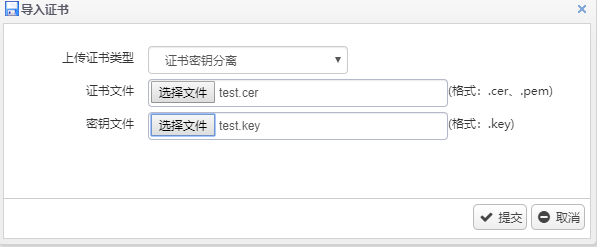 导入证书
上传证书类型 证书密钥分离
证书文件 选择文件 test.cer (格式：.cer、.pem)
密钥文件 选择文件 test.key (格式：.key)
提交 取消